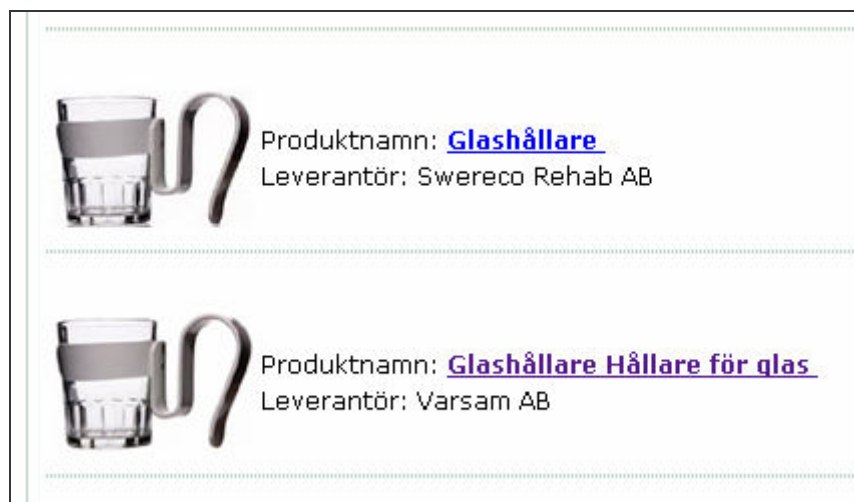 Produktnamn: Glashållare
Leverantör: Swereco Rehab AB
Produktnamn: Glashållare Hållare för glas
Leverantör: Varsam AB